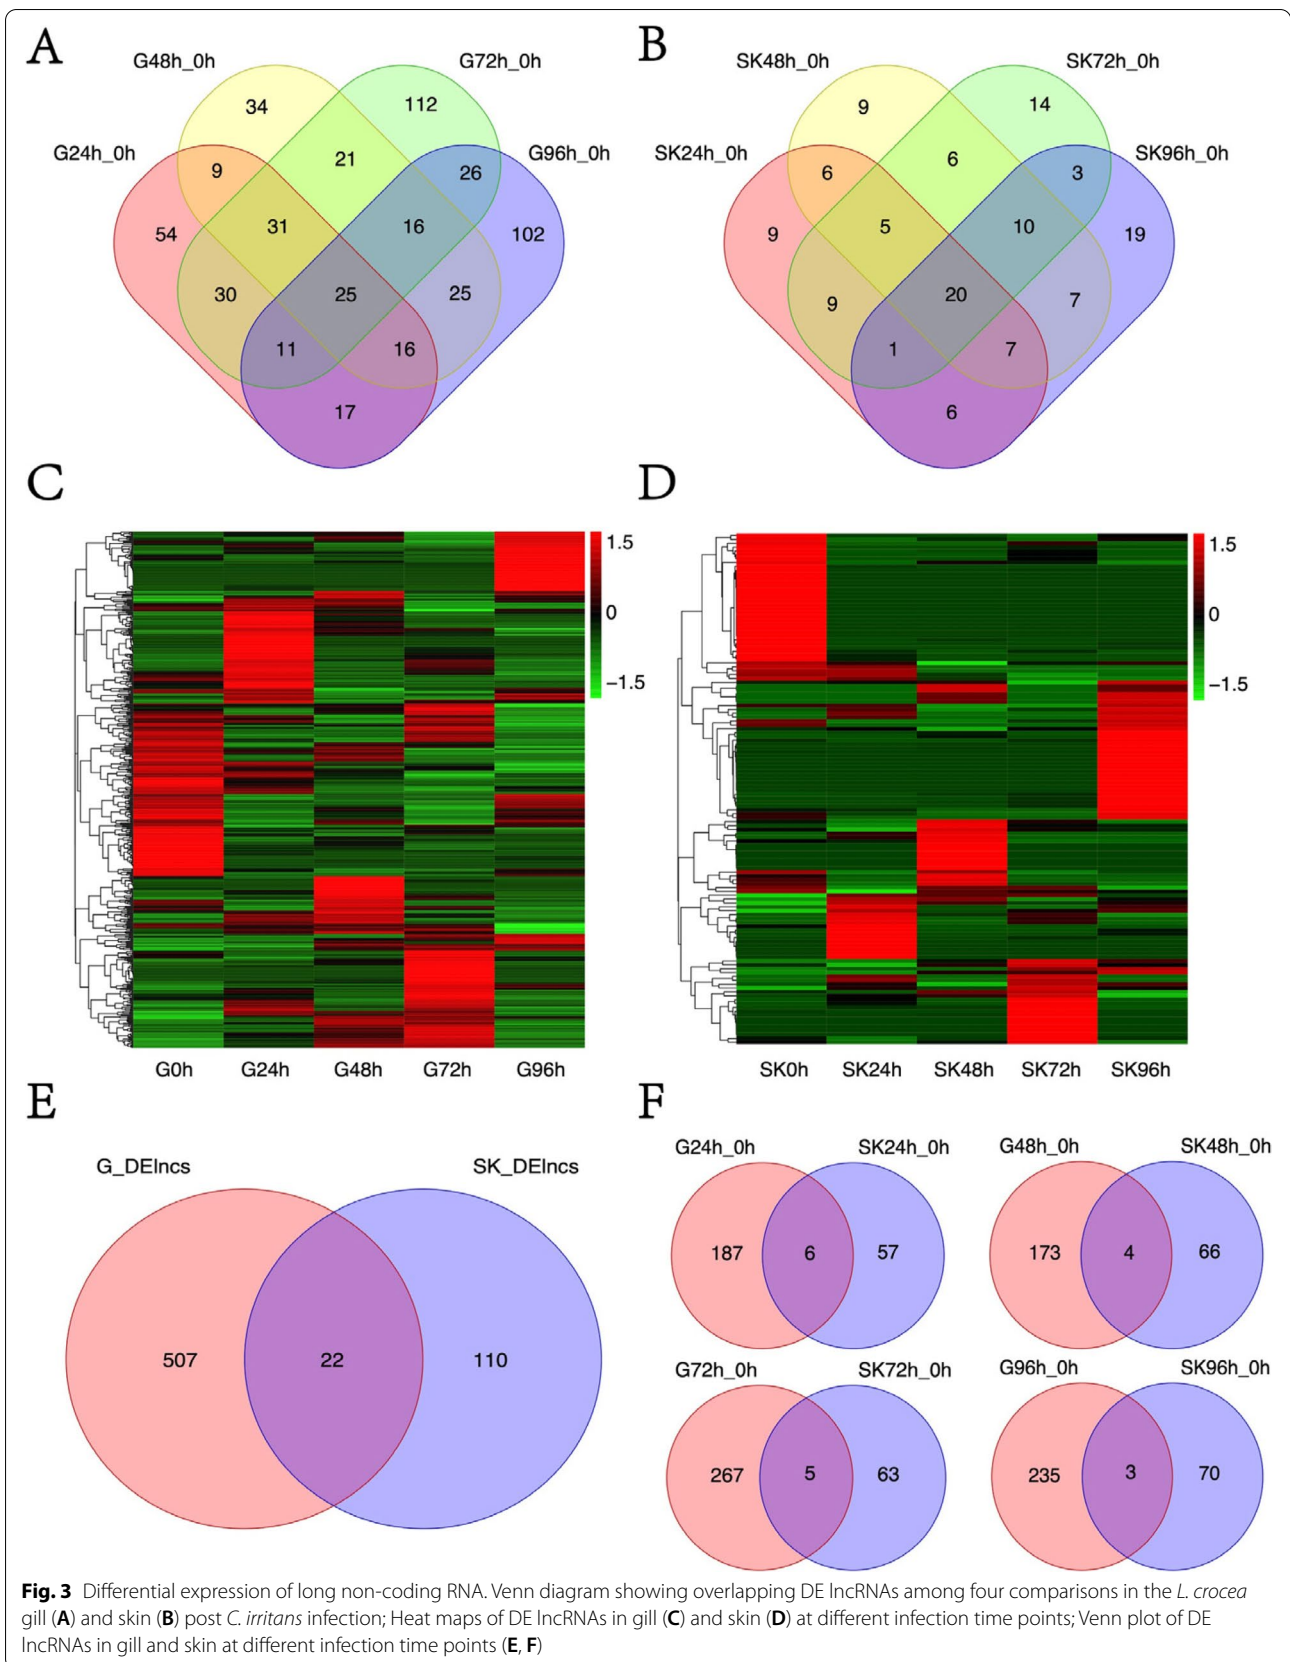 A
B
G48h_0h
G72h_0h
SK48h_0h
SK72h_0h
34
112
9
14
G24h_0h
G96h_0h
SK24h_0h
SK96h_0h
9
21
26
6
6
3
54
31
16
102
9
5
10
19
30
25
25
9
20
7
11
16
1
7
17
6
C
D
1.5
0
−1.5
1.5
0
−1.5
G0h
G24h
G48h
G72h
G96h
SK0h
SK24h
SK48h
SK72h
SK96h
E
F
G_DElncs
SK_DElncs
507
22
110
G24h_0h
SK24h_0h
187
6
57
G48h_0h
SK48h_0h
173
4
66
G72h_0h
SK72h_0h
267
5
63
G96h_0h
SK96h_0h
235
3
70
Fig. 3 Differential expression of long non-coding RNA. Venn diagram showing overlapping DE lncRNAs among four comparisons in the L. crocea
gill (A) and skin (B) post C. irritans infection; Heat maps of DE lncRNAs in gill (C) and skin (D) at different infection time points; Venn plot of DE
lncRNAs in gill and skin at different infection time points (E, F)